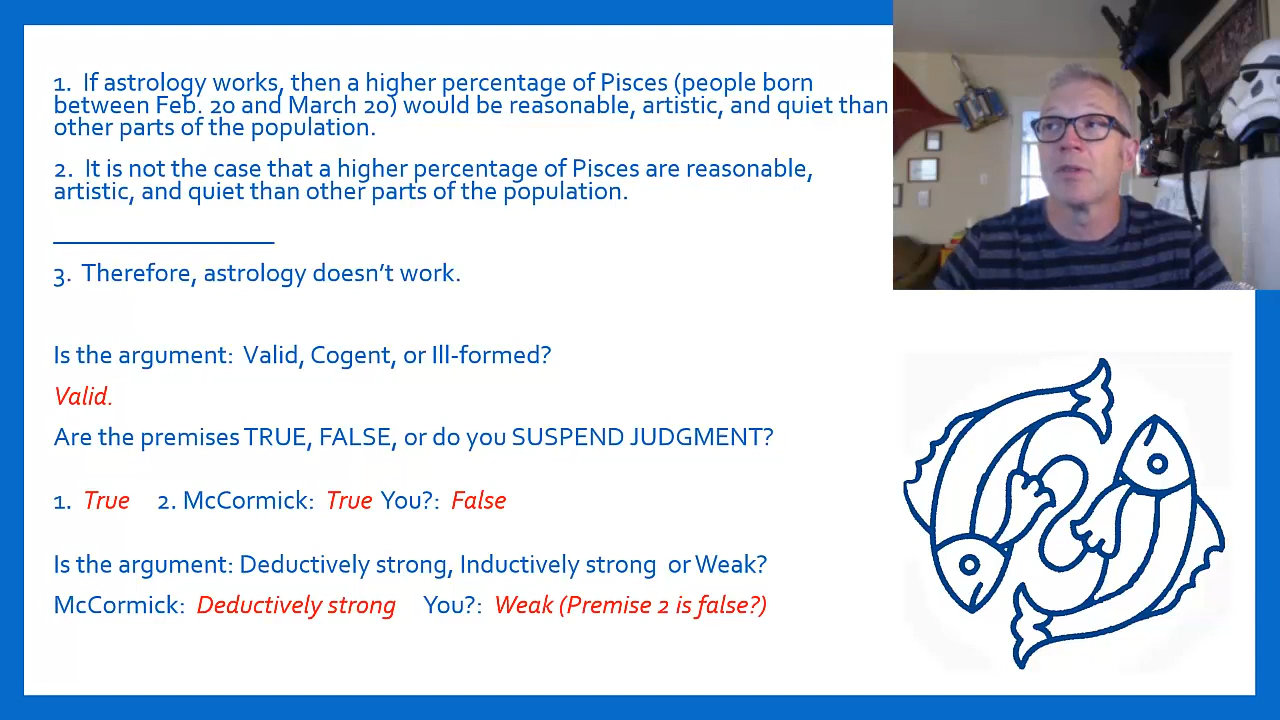 1.  If astrology works, then a higher percentage of Pisces (people born
between Feb. 20 and March 20) would be reasonable, artistic, and quiet than
other parts of the population.
2.  It is not the case that a higher percentage of Pisces are reasonable,
artistic, and quiet than other parts of the population.
3.  Therefore, astrology doesn’t work.
Is the argument:  Valid, Cogent, or Ill-formed?
Valid.
Are the premises TRUE, FALSE, or do you SUSPEND JUDGMENT?
1.  True     2. McCormick:  True  You?:  False
Is the argument: Deductively strong, Inductively strong  or Weak?
McCormick:  Deductively strong    You?:  Weak (Premise 2 is false?)